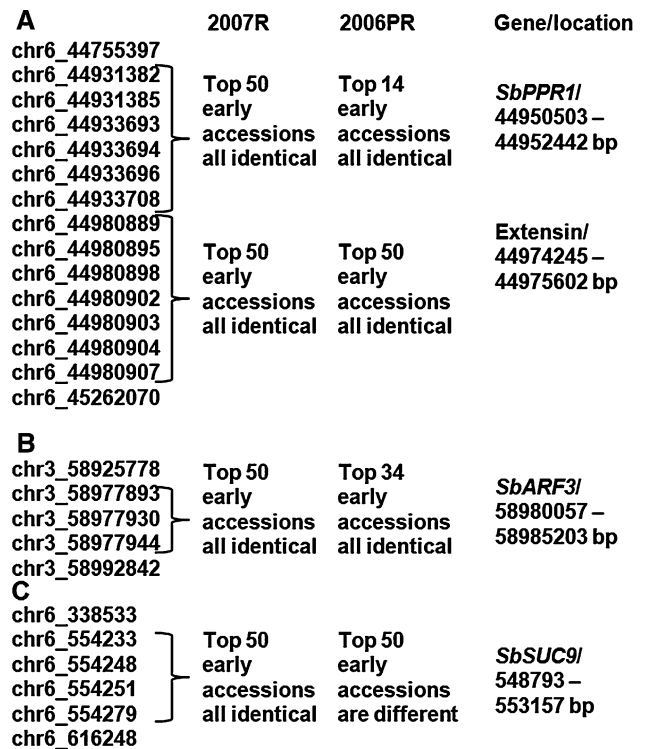 A
2007R 2006PR Gene/location
chr6_44755397
chr6_44931382
chr6_44931385
chr6_44933693
chr6_44933694
chr6_44933696
chr6_44933708
Top 50
early
accessions
all identical
Top 14
early
accessions
all identical
SbPPR1/
44950503 –
44952442 bp
chr6_44980889
chr6_44980895
chr6_44980898
chr6_44980902
chr6_44980903
chr6_44980904
chr6_44980907
chr6_45262070
Top 50
early
accessions
all identical
Top 50
early
accessions
all identical
Extensin/
44974245 –
44975602 bp
B
chr3_58925778
chr3_58977893
chr3_58977930
chr3_58977944
chr3_58992842
Top 50
early
accessions
all identical
Top 34
early
accessions
all identical
SbARF3/
58980057 –
58985203 bp
C
chr6_338533
chr6_554233
chr6_554248
chr6_554251
chr6_554279
chr6_616248
Top 50
early
accessions
all identical
Top 50
early
accessions
are different
SbSUC9/
548793 –
553157 bp